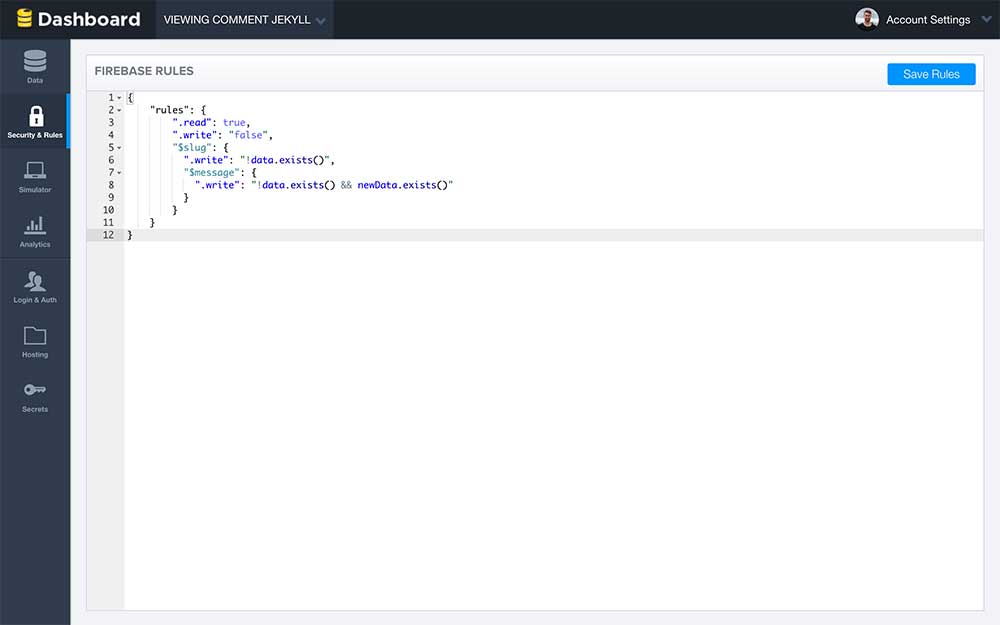 Dashboard
VIEWING COMMENT JEKYLL
Account Settings
Data
Security & Rules
Simulator
Analytics
Login & Auth
Hosting
Secrets
FIREBASE RULES
Save Rules
1 {
2 "rules": {
3 ".read": true,
4 ".write": "false",
5 "$slug": {
6 ".write": "!data.exists()",
7 "$message": {
8 ".write": "!data.exists() && newData.exists()"
9 }
10 }
11 }
12 }